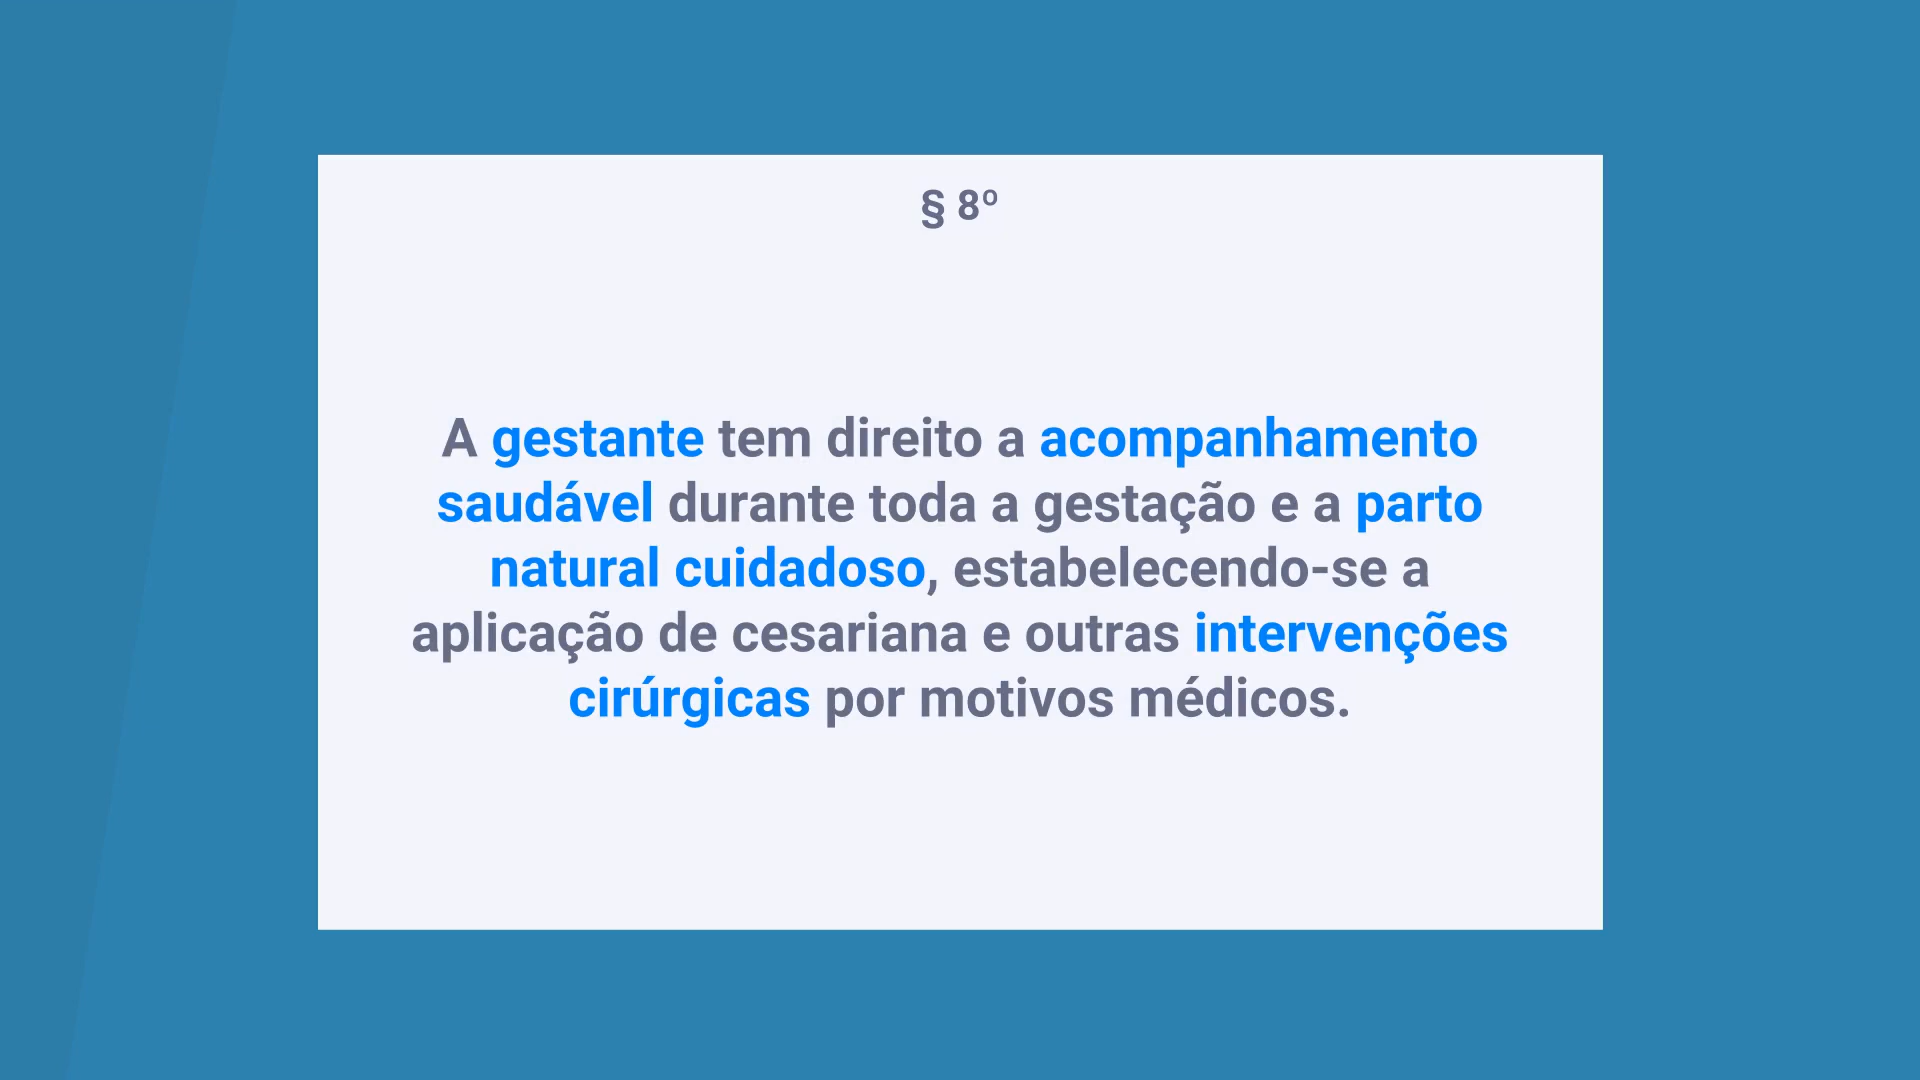 § 8º
A gestante tem direito a acompanhamento
saudável durante toda a gestação e a parto
natural cuidadoso, estabelecendo-se a
aplicação de cesariana e outras intervenções
cirúrgicas por motivos médicos.